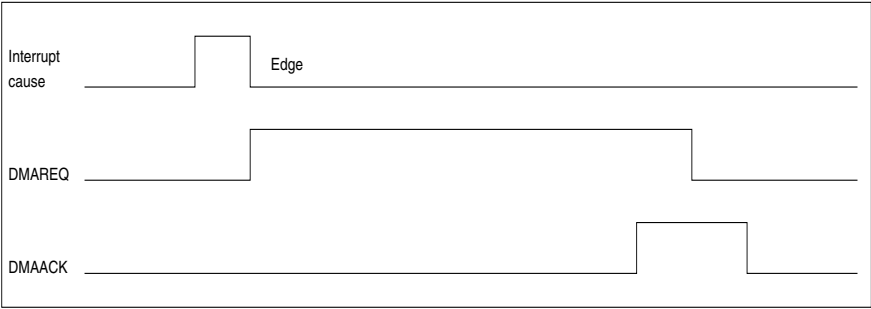 Interrupt
cause
Edge
DMAREQ
DMAACK